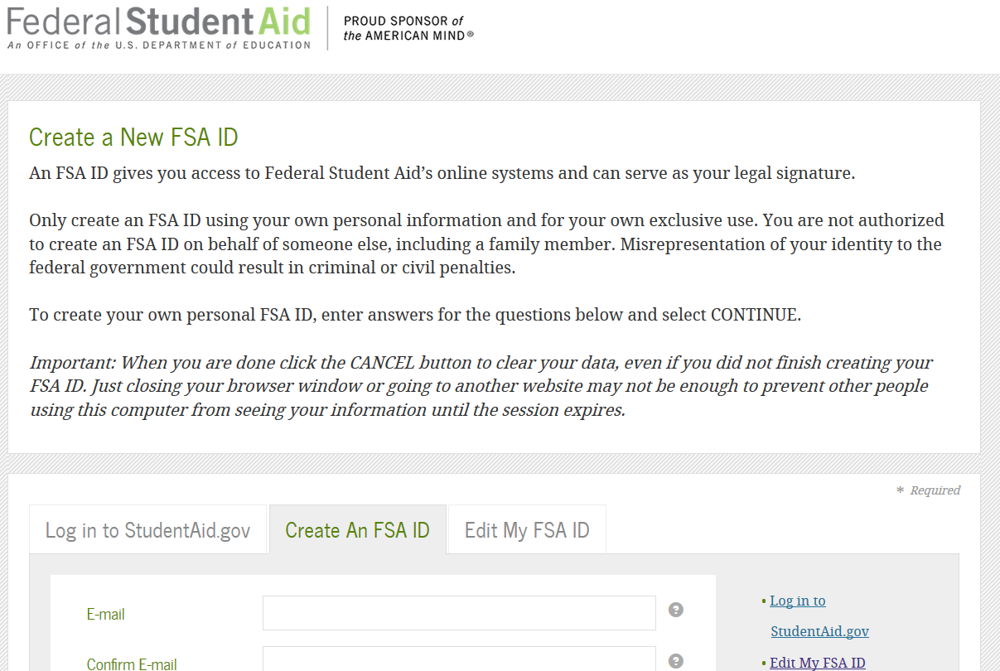 Federal Student Aid
An OFFICE of the U.S. DEPARTMENT of EDUCATION
PROUD SPONSOR of
the AMERICAN MIND®
Create a New FSA ID
An FSA ID gives you access to Federal Student Aid’s online systems and can serve as your legal signature.
Only create an FSA ID using your own personal information and for your own exclusive use. You are not authorized
to create an FSA ID on behalf of someone else, including a family member. Misrepresentation of your identity to the
federal government could result in criminal or civil penalties.
To create your own personal FSA ID, enter answers for the questions below and select CONTINUE.
Important: When you are done click the CANCEL button to clear your data, even if you did not finish creating your
FSA ID. Just closing your browser window or going to another website may not be enough to prevent other people
using this computer from seeing your information until the session expires.
* Required
Log in to StudentAid.gov
Create An FSA ID
Edit My FSA ID
E-mail
?
Confirm E-mail
?
• Log in to
StudentAid.gov
• Edit My FSA ID